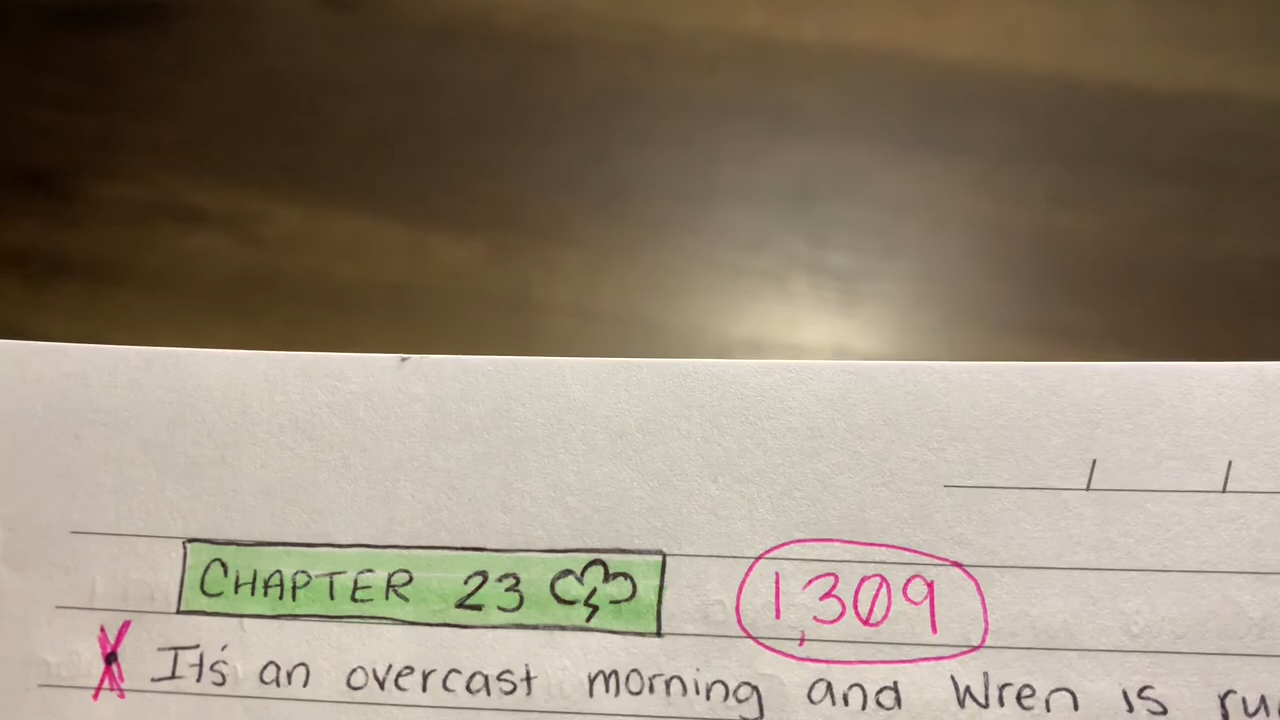 CHAPTER 23 1,309
It's an overcast morning and Wren is